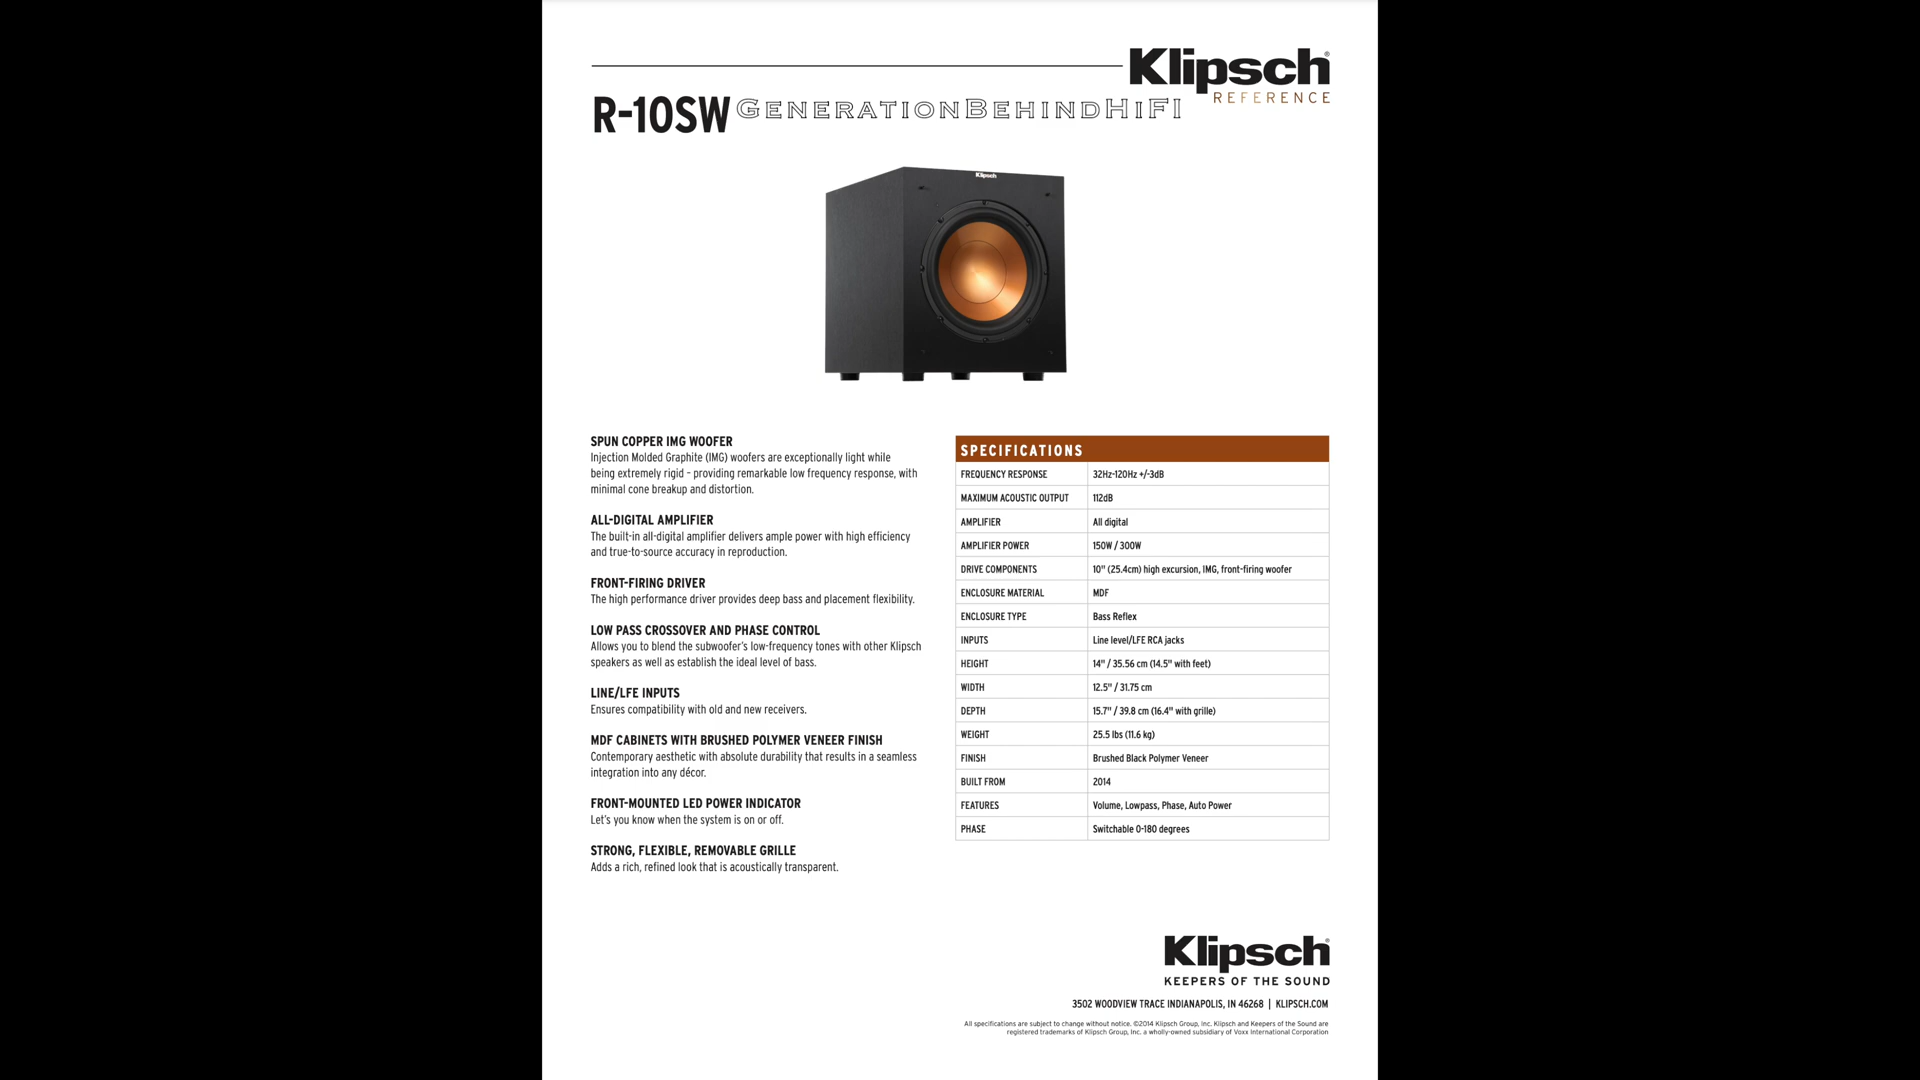 Klipsch®
REFERENCE
R-10SW GENERATIONBEHINDHIFI
Klipsch
SPUN COPPER IMG WOOFER
Injection Molded Graphite (IMG) woofers are exceptionally light while
being extremely rigid - providing remarkable low frequency response, with
minimal cone breakup and distortion.
ALL-DIGITAL AMPLIFIER
The built-in all-digital amplifier delivers ample power with high efficiency
and true-to-source accuracy in reproduction.
FRONT-FIRING DRIVER
The high performance driver provides deep bass and placement flexibility.
LOW PASS CROSSOVER AND PHASE CONTROL
Allows you to blend the subwoofer's low-frequency tones with other Klipsch
speakers as well as establish the ideal level of bass.
LINE/LFE INPUTS
Ensures compatibility with old and new receivers.
MDF CABINETS WITH BRUSHED POLYMER VENEER FINISH
Contemporary aesthetic with absolute durability that results in a seamless
integration into any décor.
FRONT-MOUNTED LED POWER INDICATOR
Let's you know when the system is on or off.
STRONG, FLEXIBLE, REMOVABLE GRILLE
Adds a rich, refined look that is acoustically transparent.
SPECIFICATIONS
FREQUENCY RESPONSE 32Hz-120Hz +/-3dB
MAXIMUM ACOUSTIC OUTPUT 112dB
AMPLIFIER All digital
AMPLIFIER POWER 150W / 300W
DRIVE COMPONENTS 10" (25.4cm) high excursion, IMG, front-firing woofer
ENCLOSURE MATERIAL MDF
ENCLOSURE TYPE Bass Reflex
INPUTS Line level/LFE RCA jacks
HEIGHT 14" / 35.56 cm (14.5" with feet)
WIDTH 12.5" / 31.75 cm
DEPTH 15.7" / 39.8 cm (16.4" with grille)
WEIGHT 25.5 lbs (11.6 kg)
FINISH Brushed Black Polymer Veneer
BUILT FROM 2014
FEATURES Volume, Lowpass, Phase, Auto Power
PHASE Switchable 0-180 degrees
Klipsch®
KEEPERS OF THE SOUND
3502 WOODVIEW TRACE INDIANAPOLIS, IN 46268 | KLIPSCH.COM
All specifications are subject to change without notice. ©2014 Klipsch Group, Inc. Klipsch and Keepers of the Sound are
registered trademarks of Klipsch Group, Inc. a wholly-owned subsidiary of Voxx International Corporation